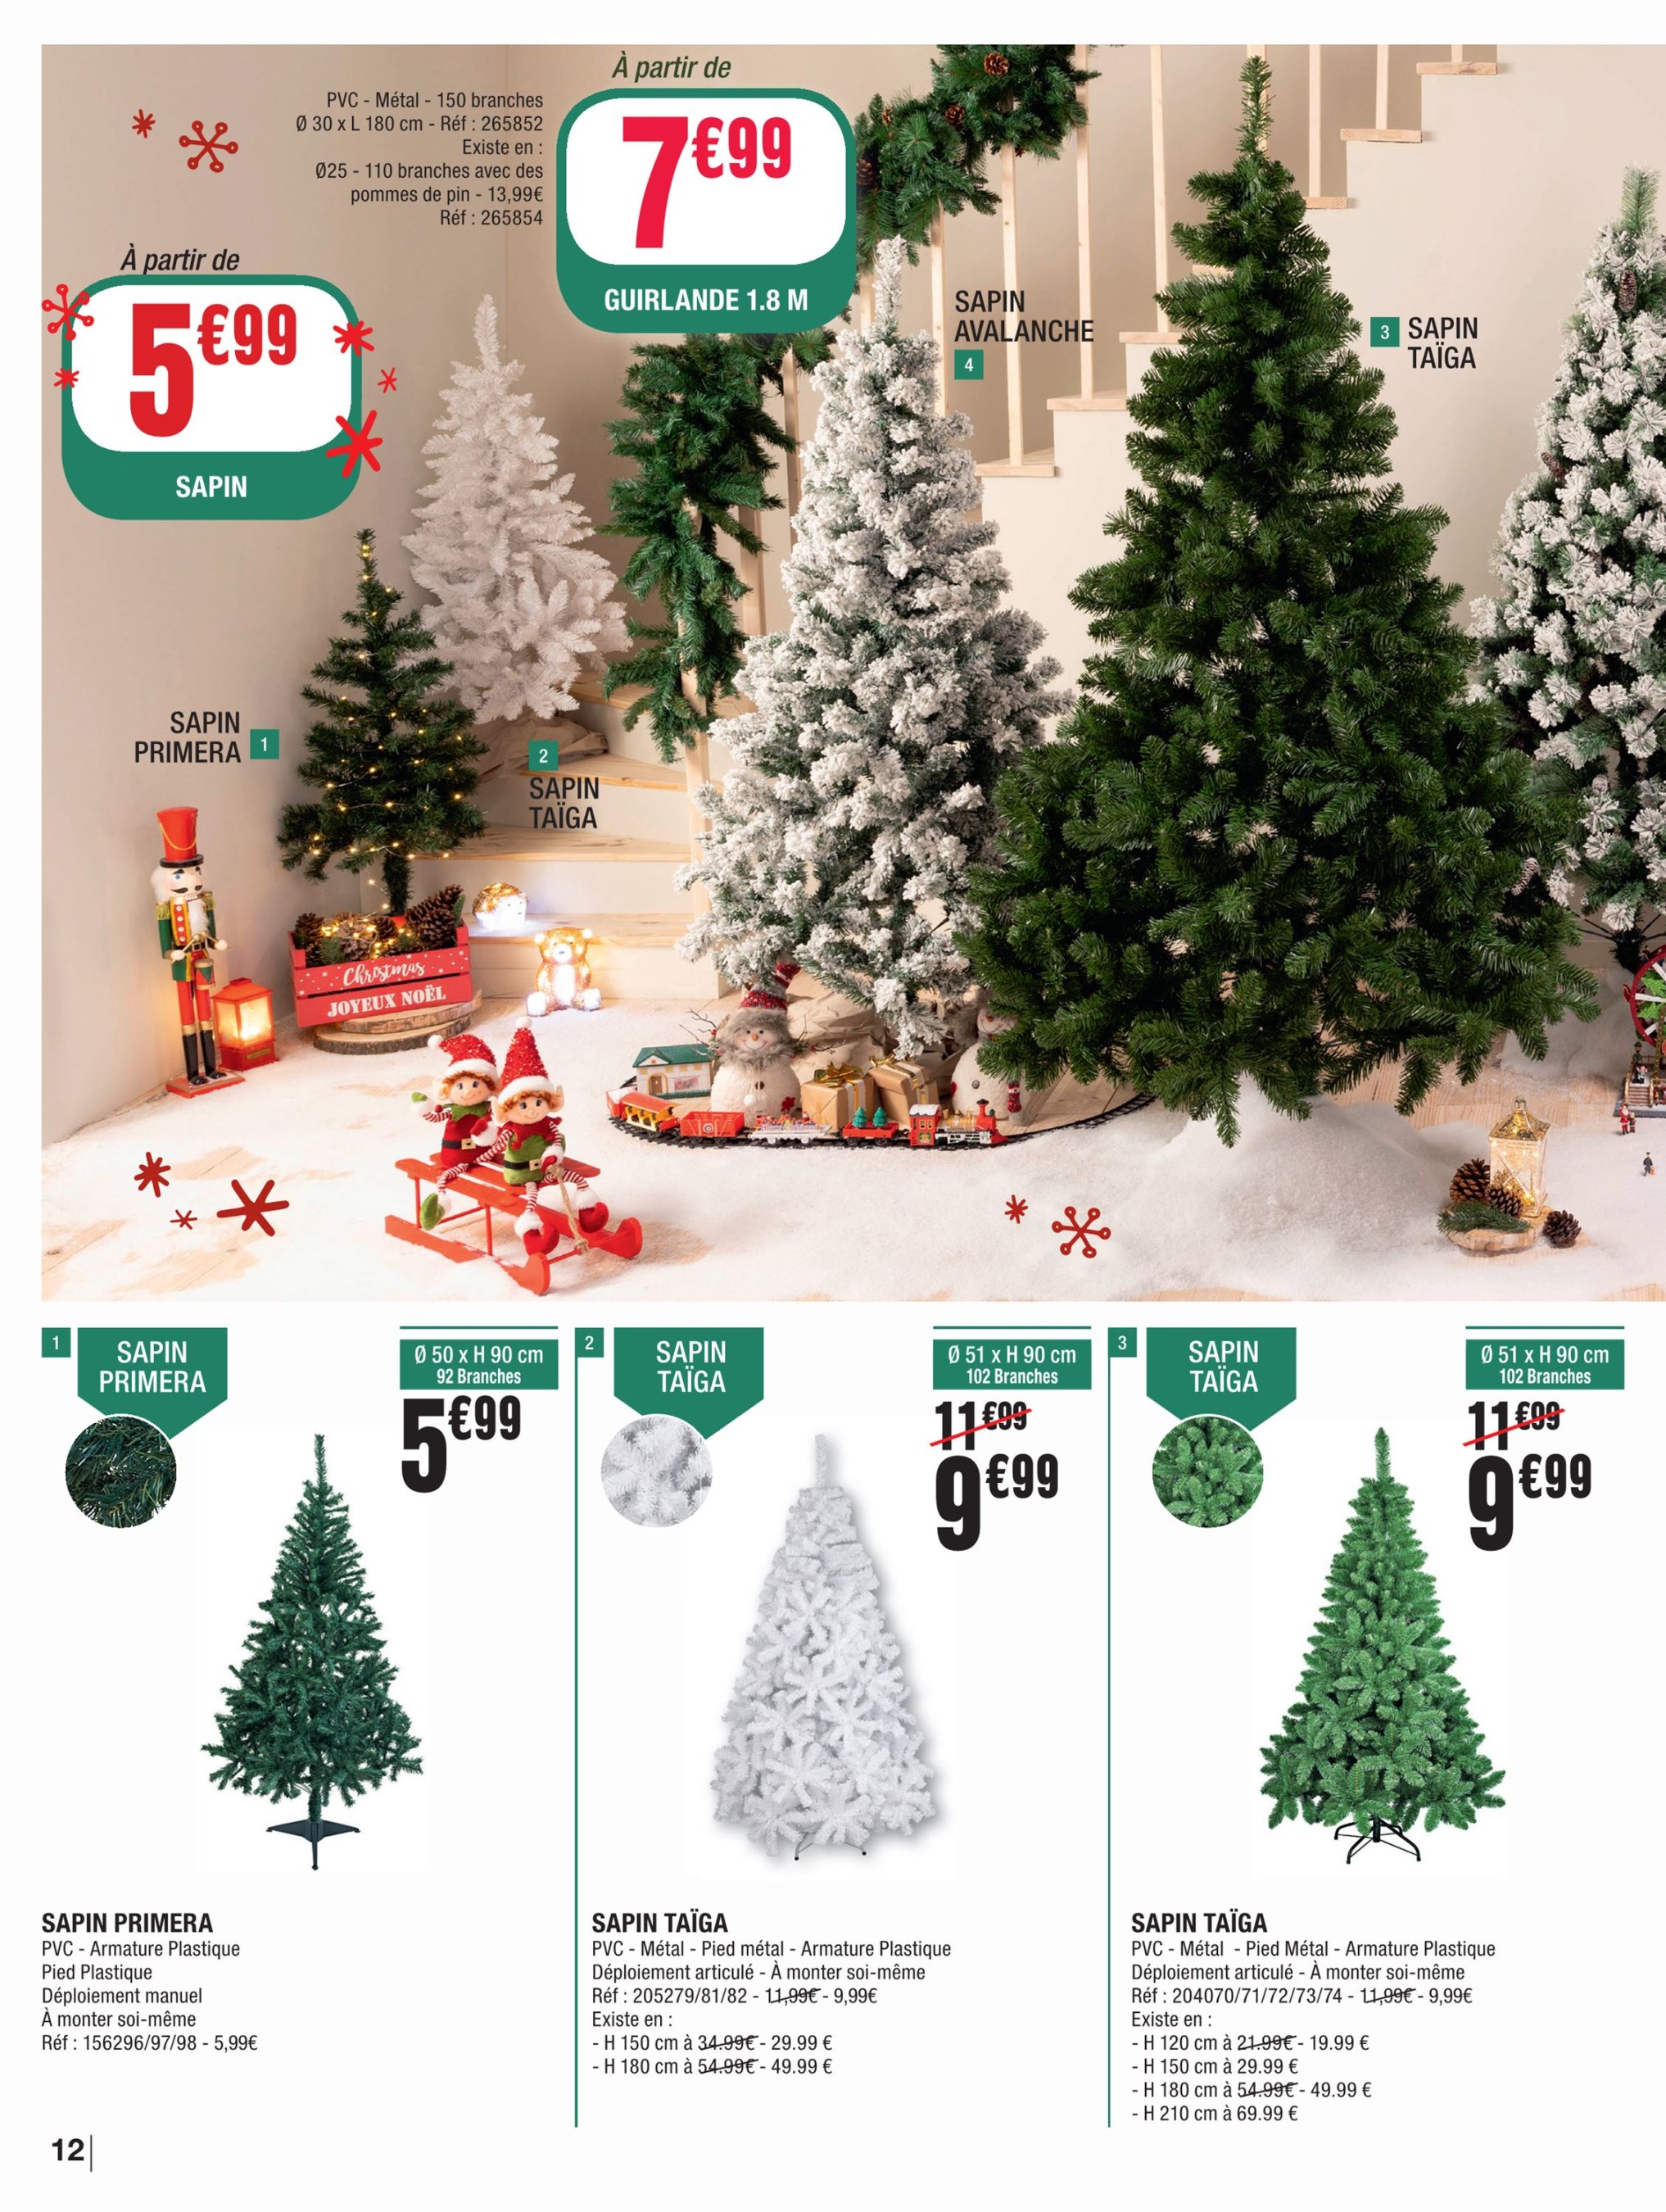 À partir de
7€99
GUIRLANDE 1.8 M
PVC - Métal - 150 branches
Ø 30 x L 180 cm - Réf : 265852
Existe en :
Ø25 - 110 branches avec des
pommes de pin - 13,99€
Réf : 265854
À partir de
5€99
SAPIN
SAPIN
AVALANCHE
4
3 SAPIN
TAÏGA
SAPIN
PRIMERA 1
2
SAPIN
TAÏGA
Christmas
JOYEUX NOËL
1
SAPIN
PRIMERA
Ø 50 x H 90 cm
92 Branches
5€99
SAPIN PRIMERA
PVC - Armature Plastique
Pied Plastique
Déploiement manuel
À monter soi-même
Réf : 156296/97/98 - 5,99€
2
SAPIN
TAÏGA
Ø 51 x H 90 cm
102 Branches
11€99
9€99
SAPIN TAÏGA
PVC - Métal - Pied métal - Armature Plastique
Déploiement articulé - À monter soi-même
Réf : 205279/81/82 - 11,99€ - 9,99€
Existe en :
- H 150 cm à 34.99€ - 29.99 €
- H 180 cm à 54.99€ - 49.99 €
3
SAPIN
TAÏGA
Ø 51 x H 90 cm
102 Branches
11€99
9€99
SAPIN TAÏGA
PVC - Métal - Pied Métal - Armature Plastique
Déploiement articulé - À monter soi-même
Réf : 204070/71/72/73/74 - 11,99€ - 9,99€
Existe en :
- H 120 cm à 21.99€ - 19.99 €
- H 150 cm à 29.99 €
- H 180 cm à 54.99€ - 49.99 €
- H 210 cm à 69.99 €
12